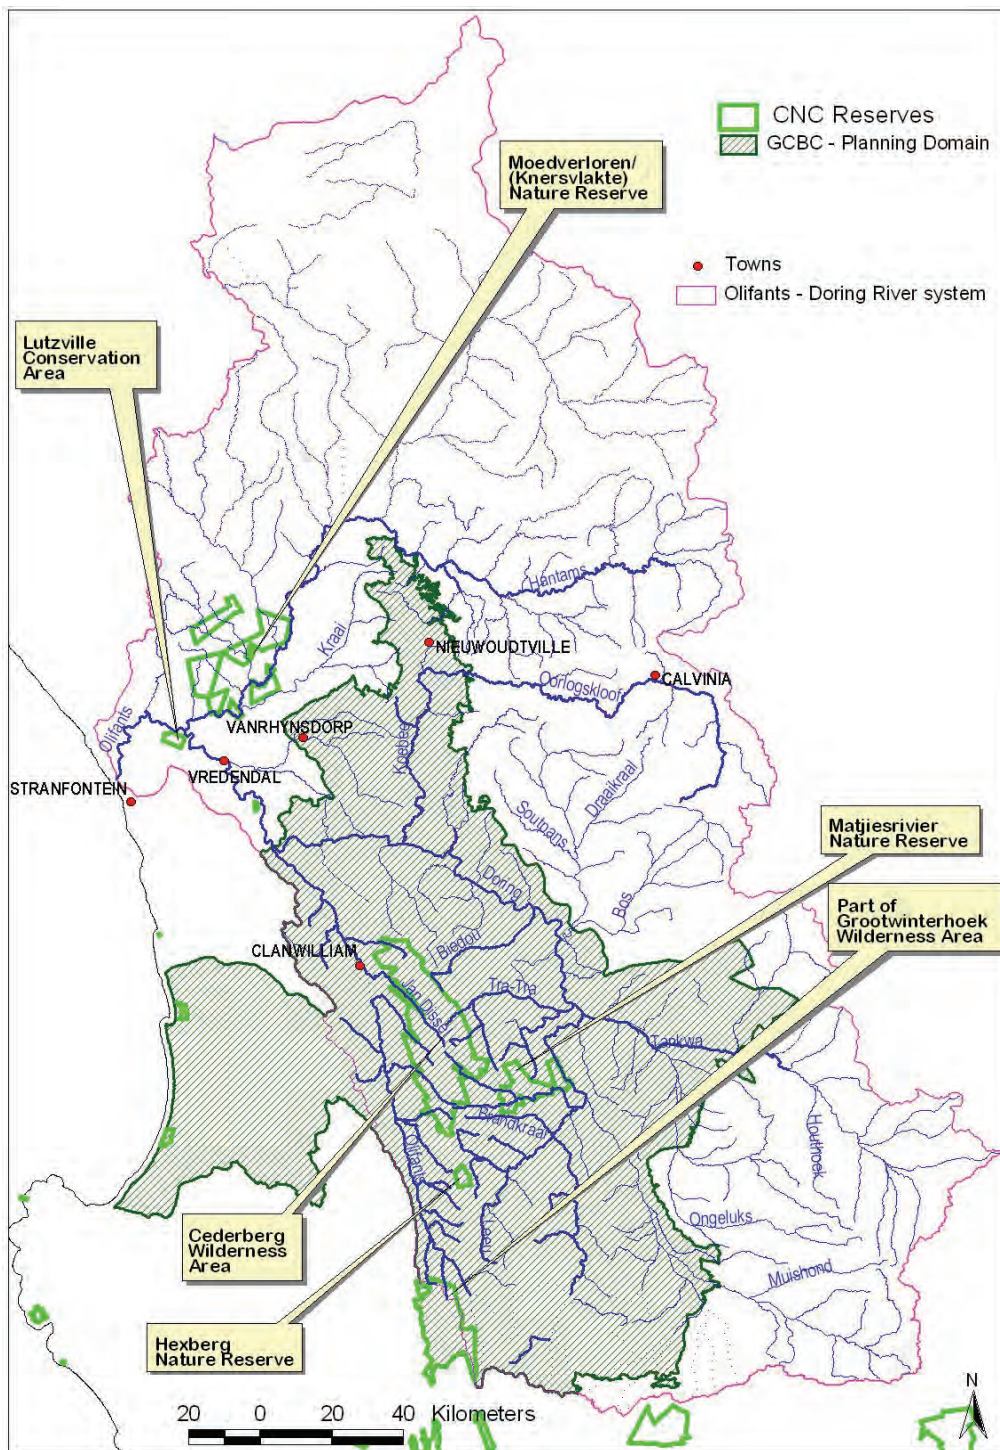 CNC Reserves
GCBC - Planning Domain
Moedverloren/
(Knersvlakte)
Nature Reserve
Towns
Olifants - Doring River system
Lutzville
Conservation
Area
Hantams
Kraai
NIEUWOUDTVILLE
CALVINIA
Oorlogskloof
Olifants
VANRHYNSDORP
Koebee
VREDENDAL
STRANFONTEIN
Draaikraal
Soutpans
Matjiesrivier
Nature Reserve
Doring
Bos
Part of
Grootwinterhoek
Wilderness Area
Biedou
CLANWILLIAM
Tra-Tra
Jan Dissel
Tankwa
Brandkraal
Houthoek
Olifants
Leeu
Ongeluks
Cederberg
Wilderness
Area
Muishond
Hexberg
Nature Reserve
N
20 0 20 40 Kilometers